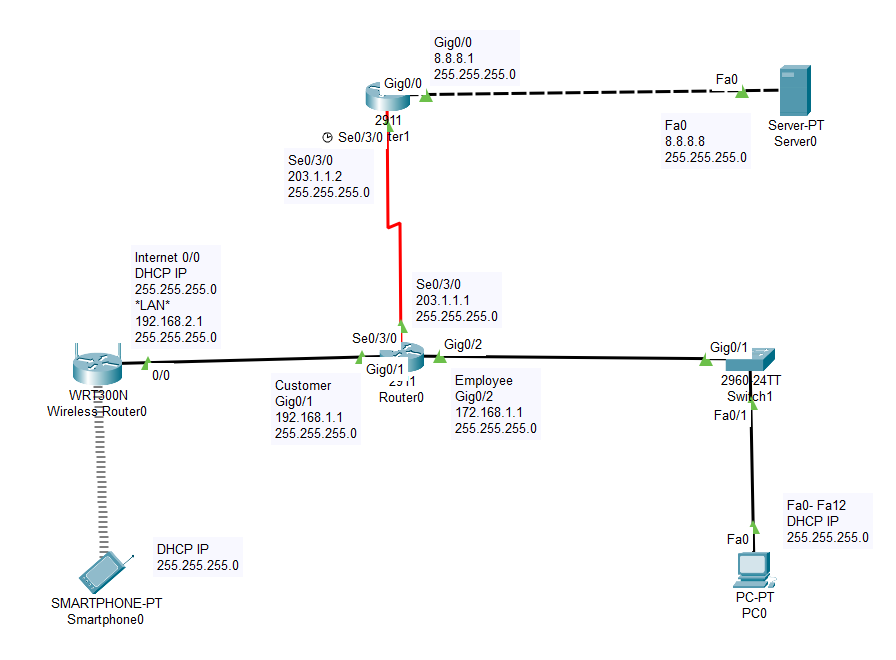 Gig0/0
8.8.8.1
255.255.255.0
Gig0/0
2911
Se0/3/0
ter1
Se0/3/0
203.1.1.2
255.255.255.0
Fa0
Fa0
8.8.8.8
255.255.255.0
Server-PT
Server0
Internet 0/0
DHCP IP
255.255.255.0
*LAN*
192.168.2.1
255.255.255.0
Se0/3/0
203.1.1.1
255.255.255.0
0/0
WRT300N
Wireless Router0
Se0/3/0
Gig0/1
2911
Router0
Gig0/2
Customer
Gig0/1
192.168.1.1
255.255.255.0
Employee
Gig0/2
172.168.1.1
255.255.255.0
Gig0/1
2960-24TT
Switch1
Fa0/1
Fa0- Fa12
DHCP IP
255.255.255.0
Fa0
PC-PT
PC0
DHCP IP
255.255.255.0
SMARTPHONE-PT
Smartphone0